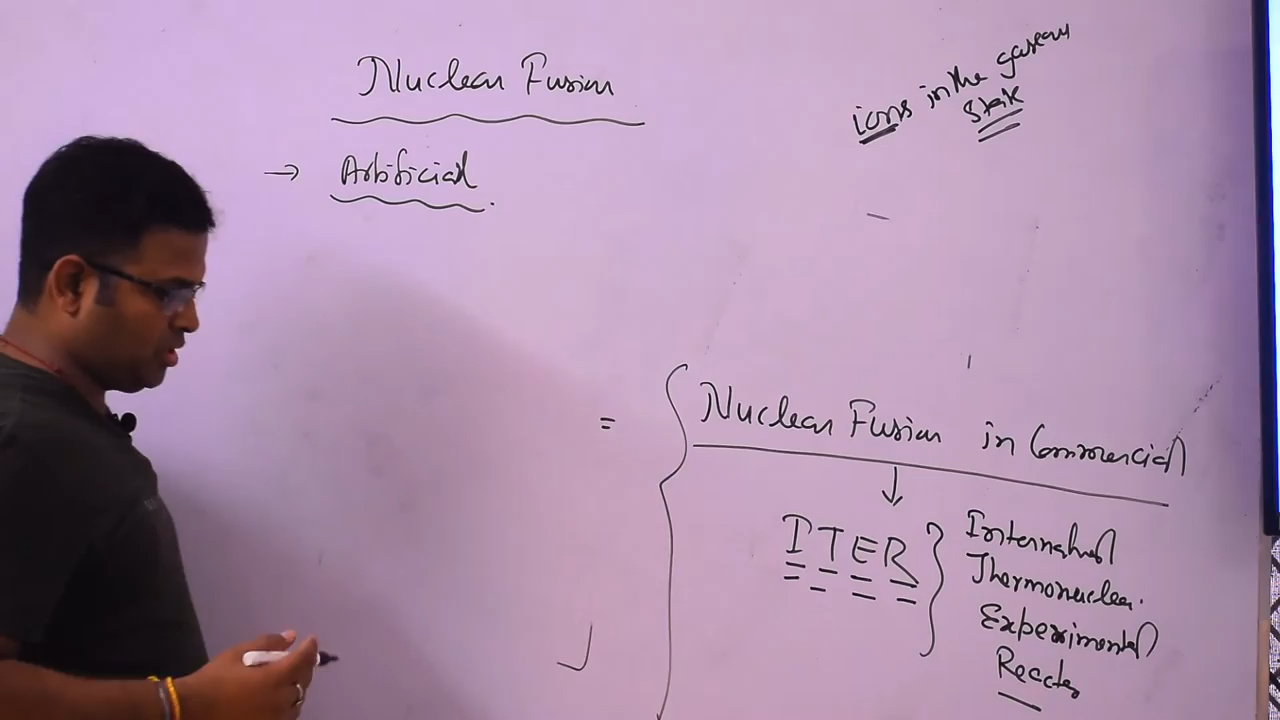 Nuclear Fusion
→ Artificial.
ions in the gaseous
state
= Nuclear Fusion in Commercial
↓
ITER
International
Thermonuclear
Experimental
Reactor